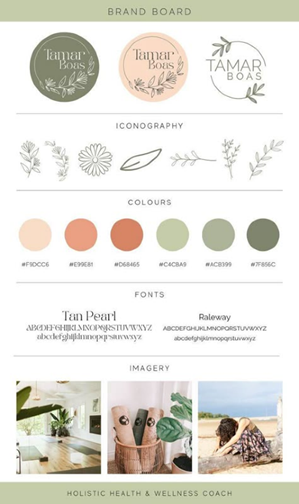 BRAND BOARD
Tamar
Boas
Tamar
Boas
TAMAR
BOAS
ICONOGRAPHY
COLOURS
#F9DCC6
#E99E81
#D68465
#C4CBA9
#ACB399
#7F856C
FONTS
Tan Pearl
ABCDEFGHIJKLMNOPQRSTUVWXYZ
abcdefghijklmnopqrstuvwxyz
Raleway
ABCDEFGHIJKLMNOPQRSTUVWXYZ
abcdefghijklmnopqrstuvwxyz
IMAGERY
HOLISTIC HEALTH & WELLNESS COACH